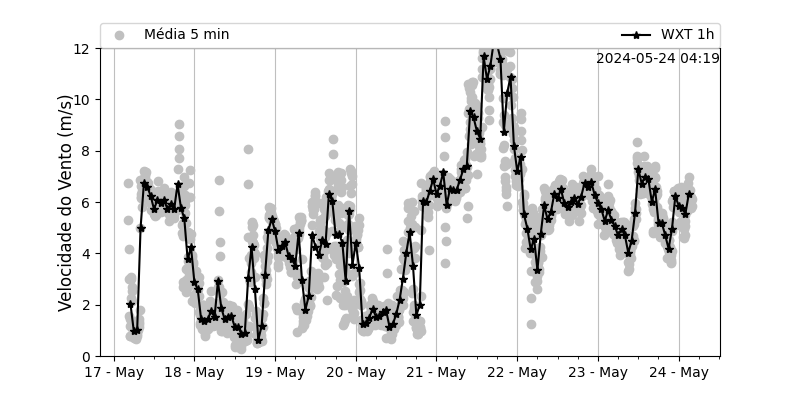 Média 5 min WXT 1h
2024-05-24 04:19
Velocidade do Vento (m/s)
12
10
8
6
4
2
0
17 - May 18 - May 19 - May 20 - May 21 - May 22 - May 23 - May 24 - May